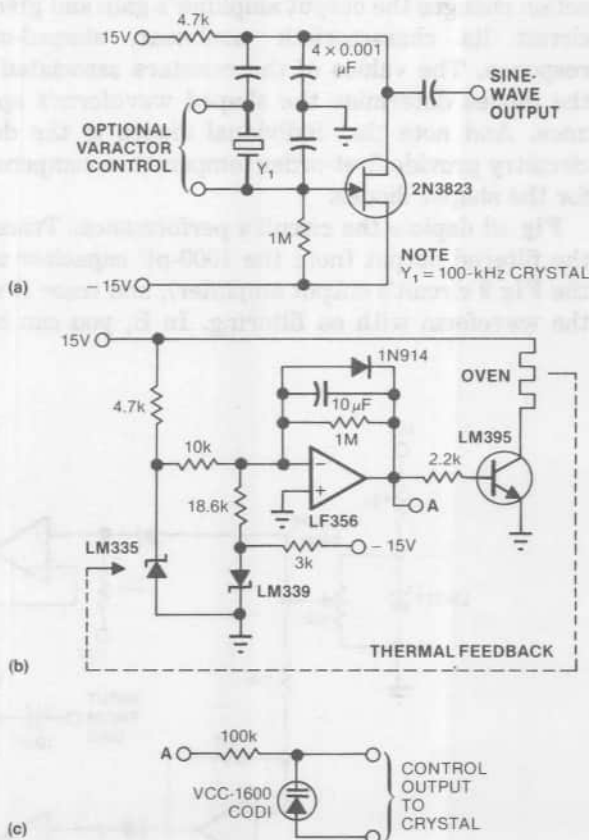 4.7k
15V
4 × 0.001
µF
SINE-
WAVE
OUTPUT
OPTIONAL
VARACTOR
CONTROL
Y1
2N3823
1M
NOTE
Y1 = 100-kHz CRYSTAL
(a)
– 15V
15V
1N914
OVEN
4.7k
10 µF
LM395
10k
1M
2.2k
–
+
18.6k
LF356
A
LM335
– 15V
3k
LM339
THERMAL FEEDBACK
(b)
A
100k
CONTROL
OUTPUT
TO
CRYSTAL
VCC-1600
CODI
(c)